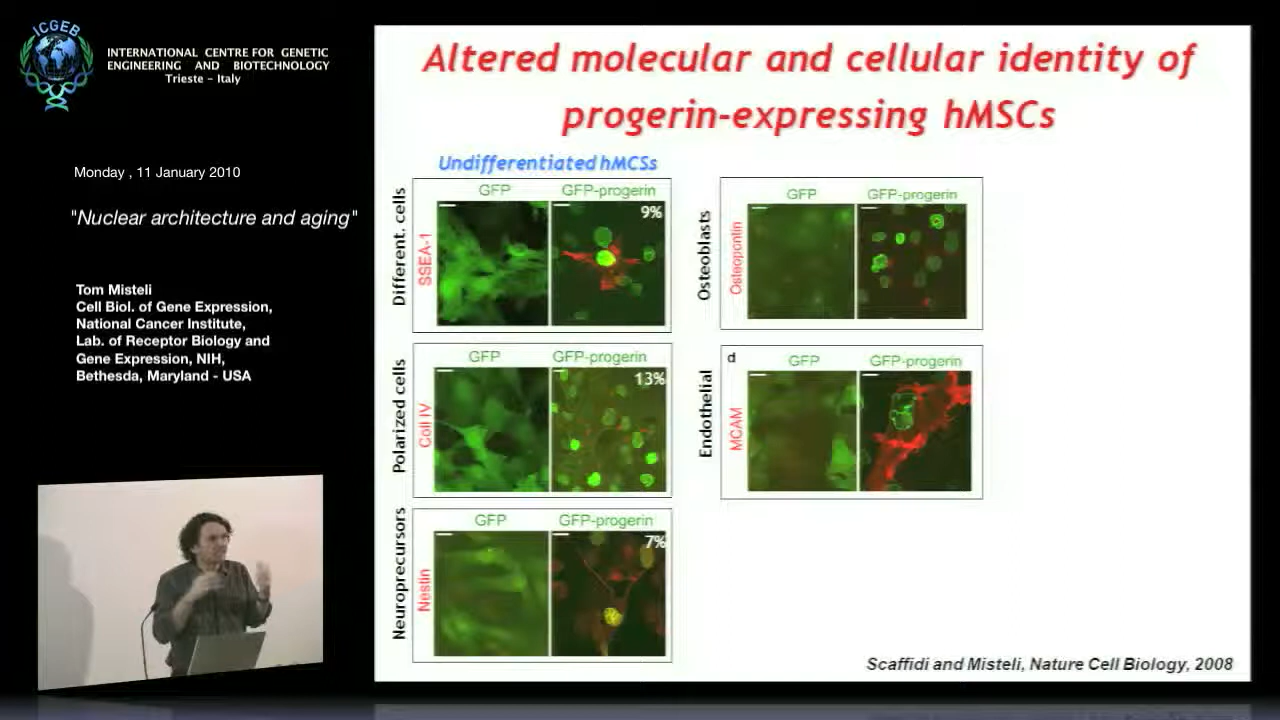 ICGEB
INTERNATIONAL CENTRE FOR GENETIC
ENGINEERING AND BIOTECHNOLOGY
Trieste - Italy
Monday , 11 January 2010
"Nuclear architecture and aging"
Tom Misteli
Cell Biol. of Gene Expression,
National Cancer Institute,
Lab. of Receptor Biology and
Gene Expression, NIH,
Bethesda, Maryland - USA
Altered molecular and cellular identity of
progerin-expressing hMSCs
Undifferentiated hMCSs
Different. cells
SSEA-1
GFP
GFP-progerin
9%
Polarized cells
Coll IV
GFP
GFP-progerin
13%
Neuroprecursors
Nestin
GFP
GFP-progerin
7%
Osteoblasts
Osteopontin
GFP
GFP-progerin
Endothelial
d
MCAM
GFP
GFP-progerin
Scaffidi and Misteli, Nature Cell Biology, 2008